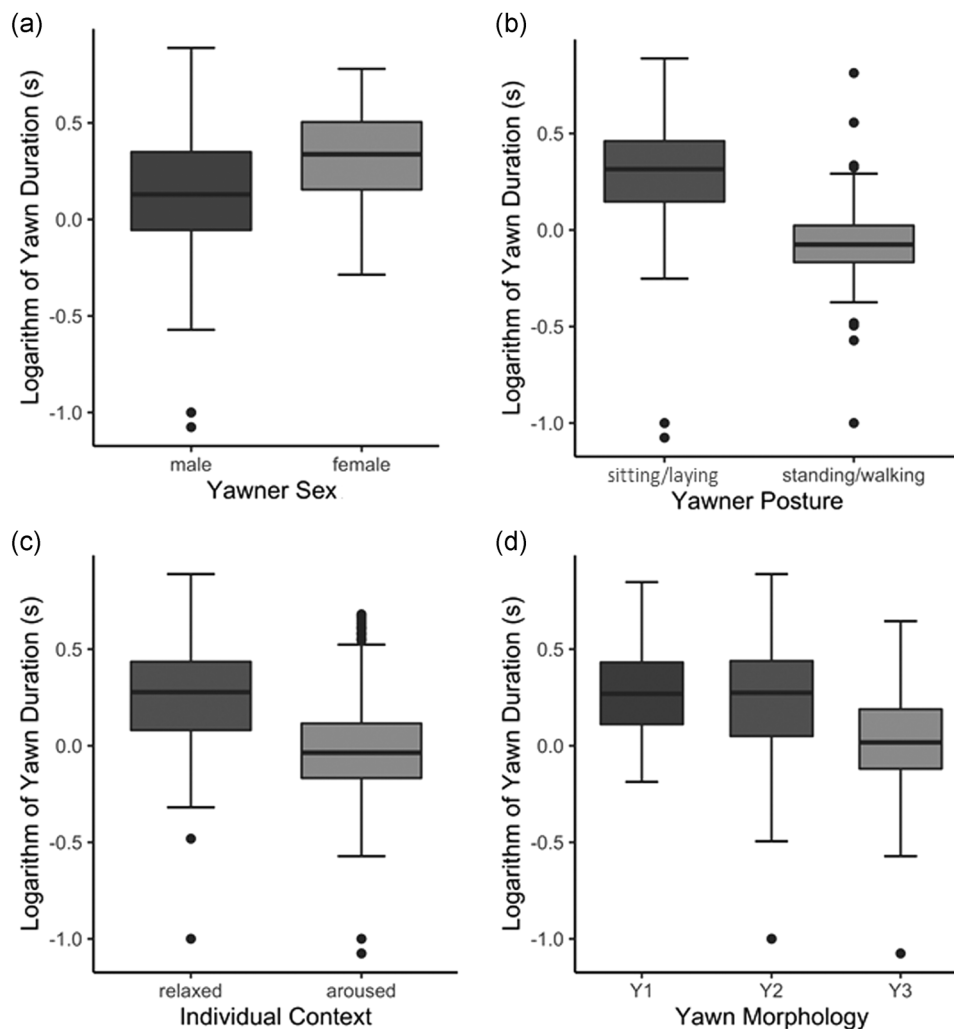 (a)
Logarithm of Yawn Duration (s)
0.5
0.0
-0.5
-1.0
male female
Yawner Sex
(b)
Logarithm of Yawn Duration (s)
0.5
0.0
-0.5
-1.0
sitting/laying standing/walking
Yawner Posture
(c)
Logarithm of Yawn Duration (s)
0.5
0.0
-0.5
-1.0
relaxed aroused
Individual Context
(d)
Logarithm of Yawn Duration (s)
0.5
0.0
-0.5
-1.0
Y1 Y2 Y3
Yawn Morphology